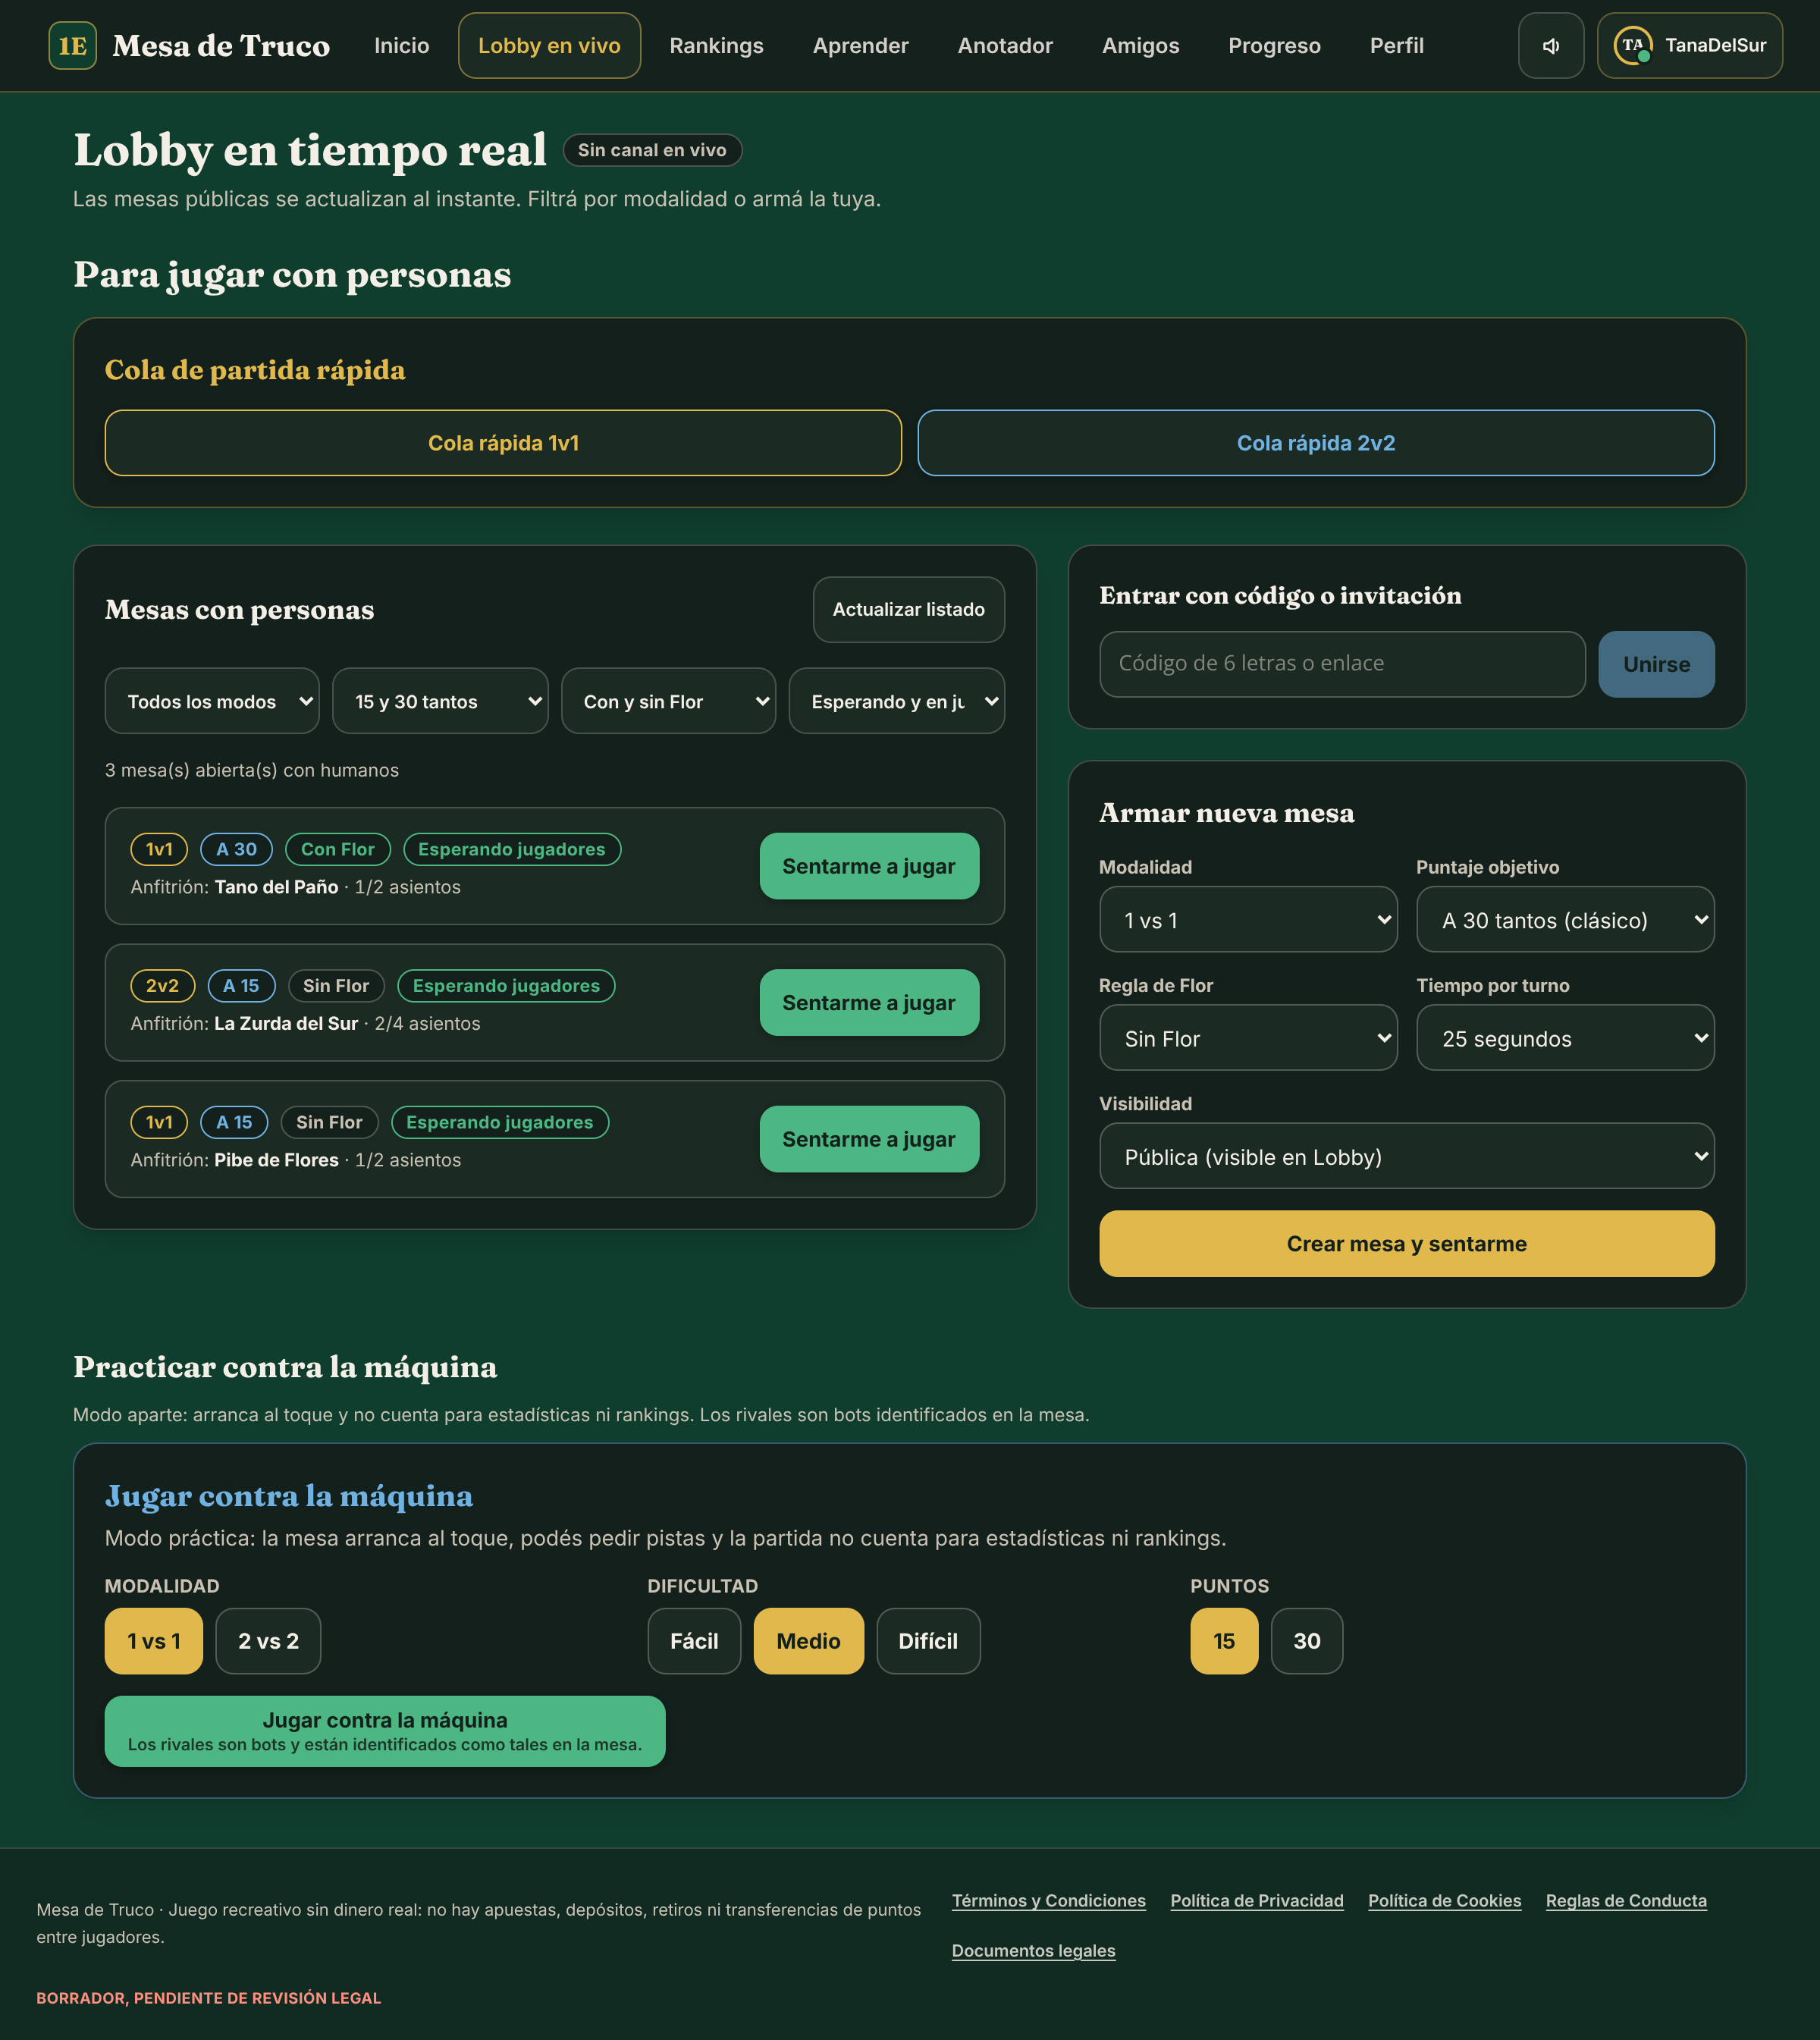 1E Mesa de Truco Inicio Lobby en vivo Rankings Aprender Anotador Amigos Progreso Perfil TA TanaDelSur
Lobby en tiempo real Sin canal en vivo
Las mesas públicas se actualizan al instante. Filtrá por modalidad o armá la tuya.
Para jugar con personas
Cola de partida rápida
Cola rápida 1v1 Cola rápida 2v2
Mesas con personas Actualizar listado
Todos los modos 15 y 30 tantos Con y sin Flor Esperando y en ju
3 mesa(s) abierta(s) con humanos
1v1 A 30 Con Flor Esperando jugadores
Anfitrión: Tano del Paño · 1/2 asientos
Sentarme a jugar
2v2 A 15 Sin Flor Esperando jugadores
Anfitrión: La Zurda del Sur · 2/4 asientos
Sentarme a jugar
1v1 A 15 Sin Flor Esperando jugadores
Anfitrión: Pibe de Flores · 1/2 asientos
Sentarme a jugar
Entrar con código o invitación
Código de 6 letras o enlace Unirse
Armar nueva mesa
Modalidad Puntaje objetivo
1 vs 1 A 30 tantos (clásico)
Regla de Flor Tiempo por turno
Sin Flor 25 segundos
Visibilidad
Pública (visible en Lobby)
Crear mesa y sentarme
Practicar contra la máquina
Modo aparte: arranca al toque y no cuenta para estadísticas ni rankings. Los rivales son bots identificados en la mesa.
Jugar contra la máquina
Modo práctica: la mesa arranca al toque, podés pedir pistas y la partida no cuenta para estadísticas ni rankings.
MODALIDAD DIFICULTAD PUNTOS
1 vs 1 2 vs 2 Fácil Medio Difícil 15 30
Jugar contra la máquina
Los rivales son bots y están identificados como tales en la mesa.
Mesa de Truco · Juego recreativo sin dinero real: no hay apuestas, depósitos, retiros ni transferencias de puntos
entre jugadores.
BORRADOR, PENDIENTE DE REVISIÓN LEGAL
Términos y Condiciones Política de Privacidad Política de Cookies Reglas de Conducta
Documentos legales